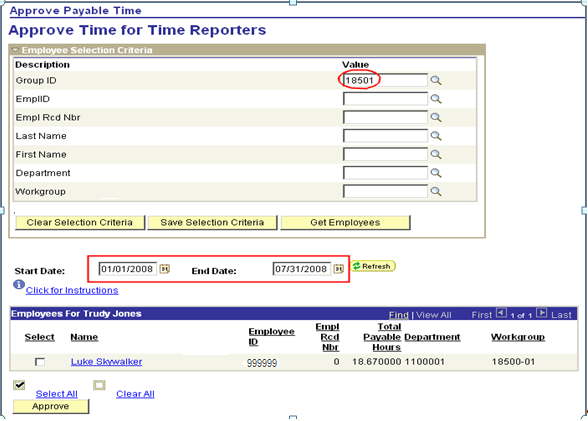 Approve Payable Time
Approve Time for Time Reporters
Employee Selection Criteria
Description Value
Group ID 18501
EmplID
Empl Rcd Nbr
Last Name
First Name
Department
Workgroup
Clear Selection Criteria Save Selection Criteria Get Employees
Start Date: 01/01/2008 End Date: 07/31/2008 Refresh
Click for Instructions
Employees For Trudy Jones Find | View All First 1 of 1 Last
Select Name Employee ID Empl Rcd Nbr Total Payable Hours Department Workgroup
Luke Skywalker 999999 0 18.670000 1100001 18500-01
Select All Clear All
Approve